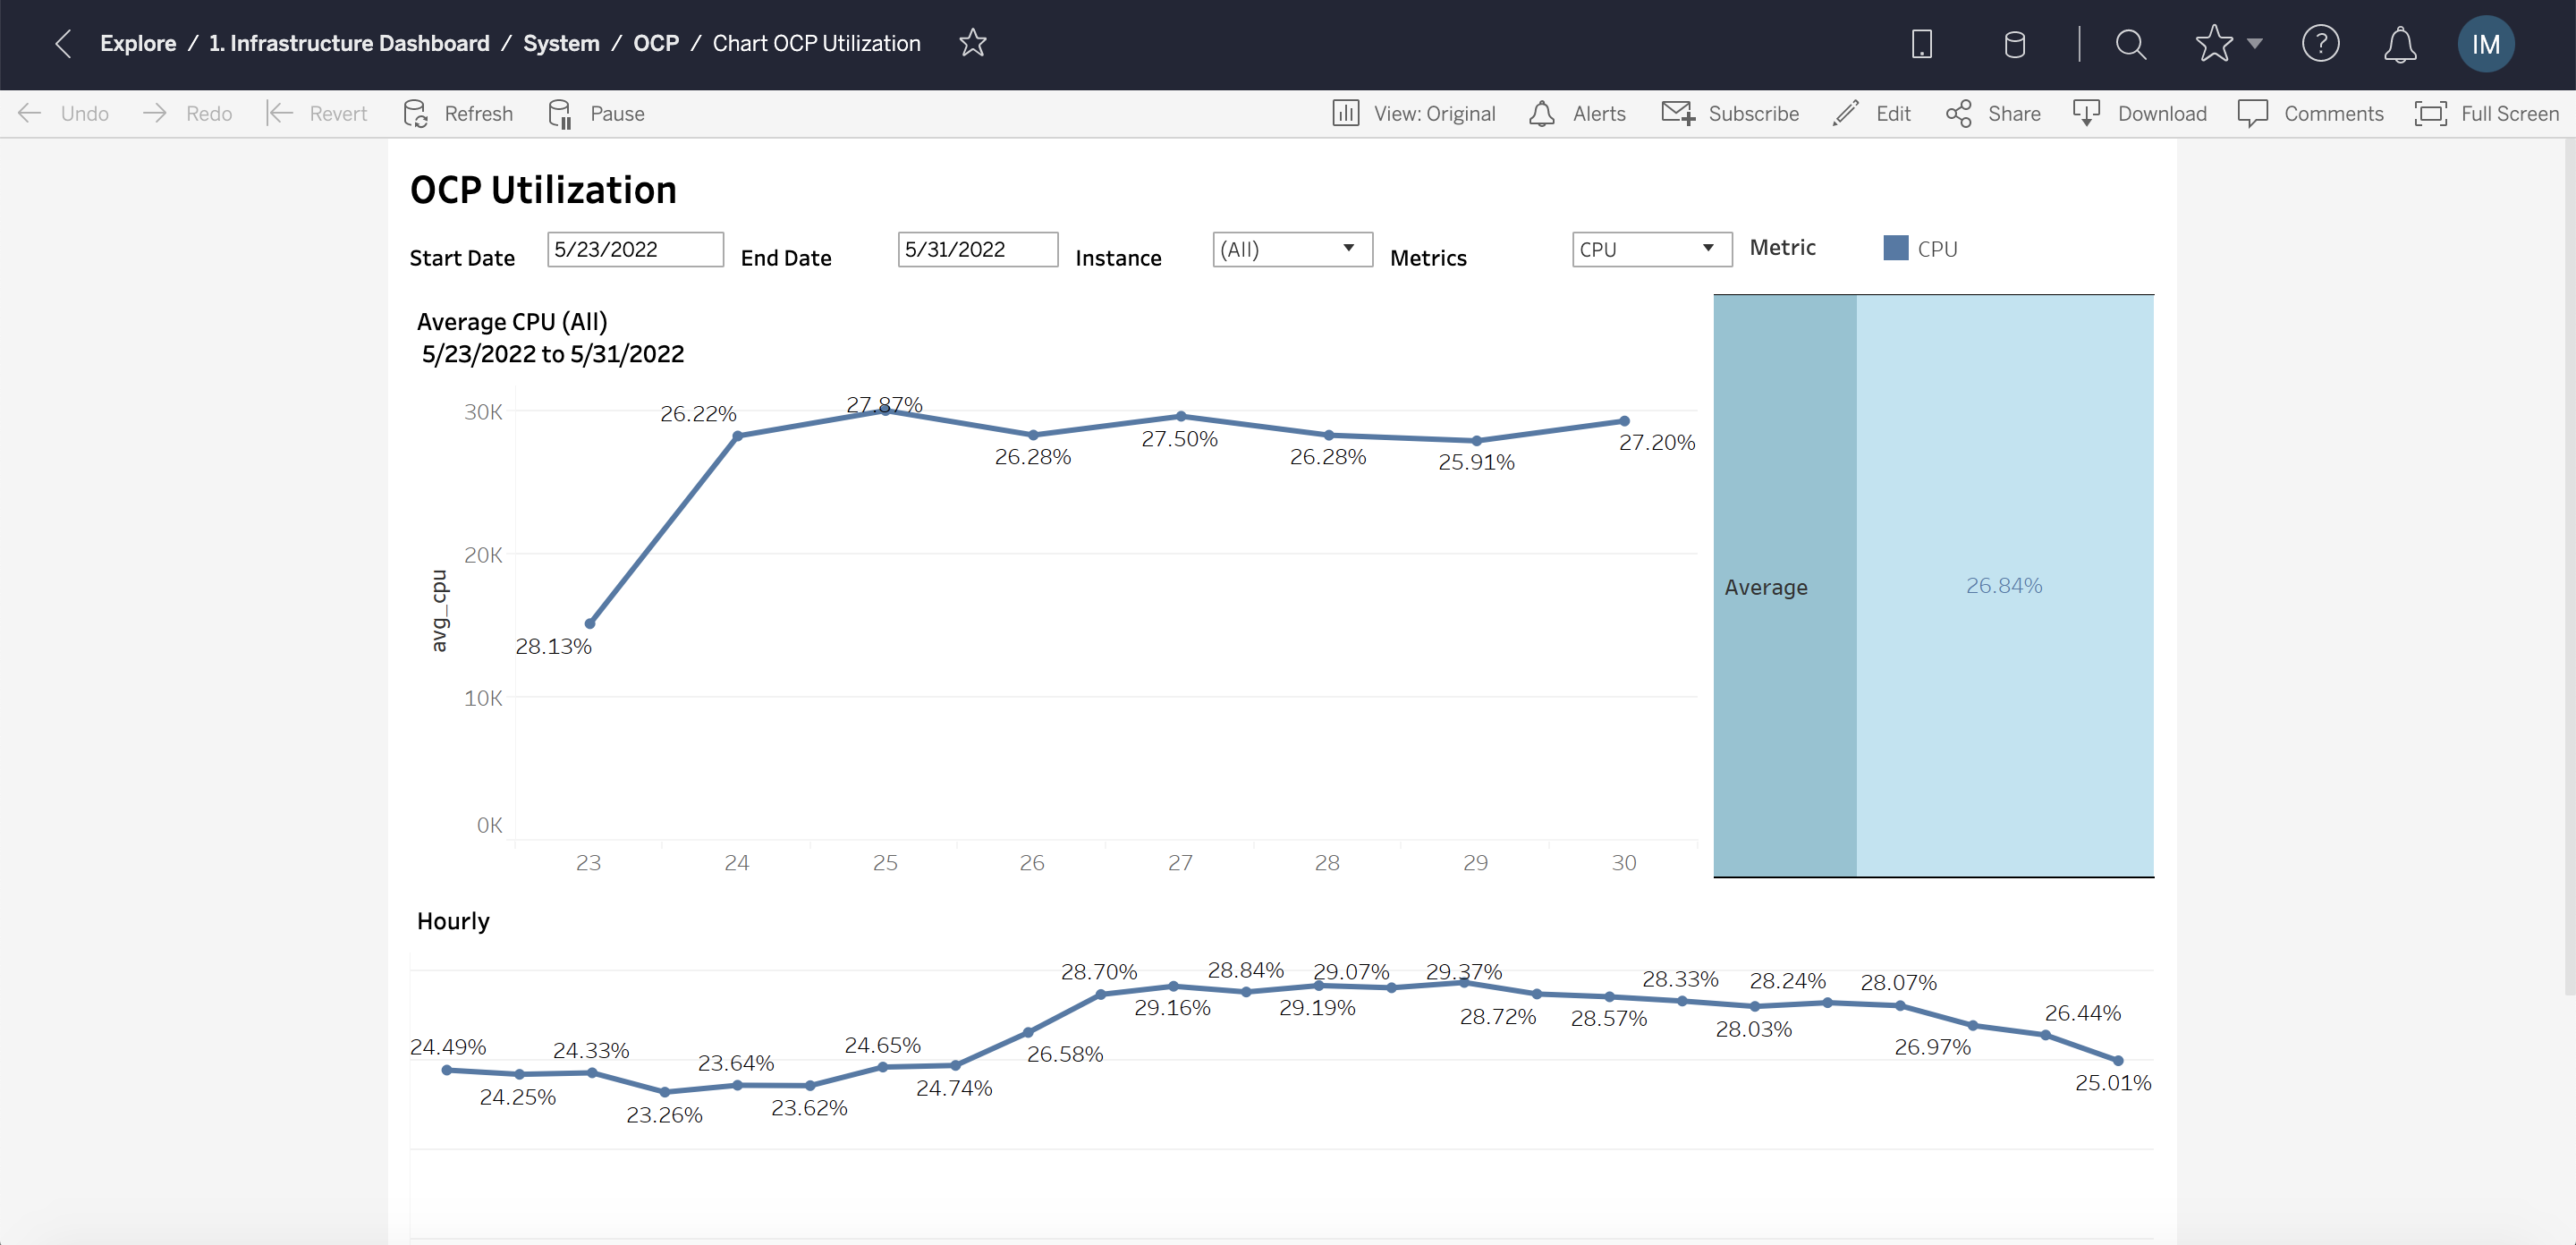 Explore / 1. Infrastructure Dashboard / System / OCP / Chart OCP Utilization
IM
Undo Redo Revert Refresh Pause View: Original Alerts Subscribe Edit Share Download Comments Full Screen
OCP Utilization
Start Date 5/23/2022 End Date 5/31/2022 Instance (All) Metrics CPU Metric CPU
Average CPU (All)
5/23/2022 to 5/31/2022
avg_cpu
30K
20K
10K
0K
28.13% 26.22% 27.87% 26.28% 27.50% 26.28% 25.91% 27.20%
23 24 25 26 27 28 29 30
Average 26.84%
Hourly
24.49% 24.25% 24.33% 23.26% 23.64% 23.62% 24.65% 24.74% 26.58% 28.70% 29.16% 28.84% 29.19% 29.07% 29.37% 28.72% 28.57% 28.33% 28.03% 28.24% 28.07% 26.97% 26.44% 25.01%